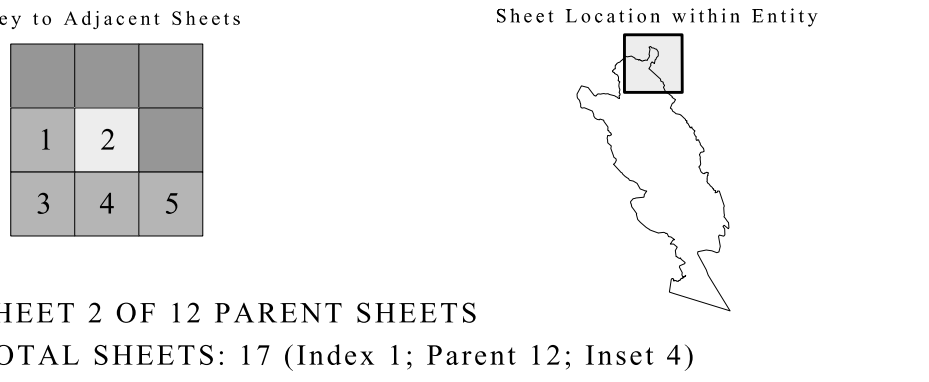 ey to Adjacent Sheets
Sheet Location within Entity
1 2
3 4 5
HEET 2 OF 12 PARENT SHEETS
OTAL SHEETS: 17 (Index 1; Parent 12; Inset 4)